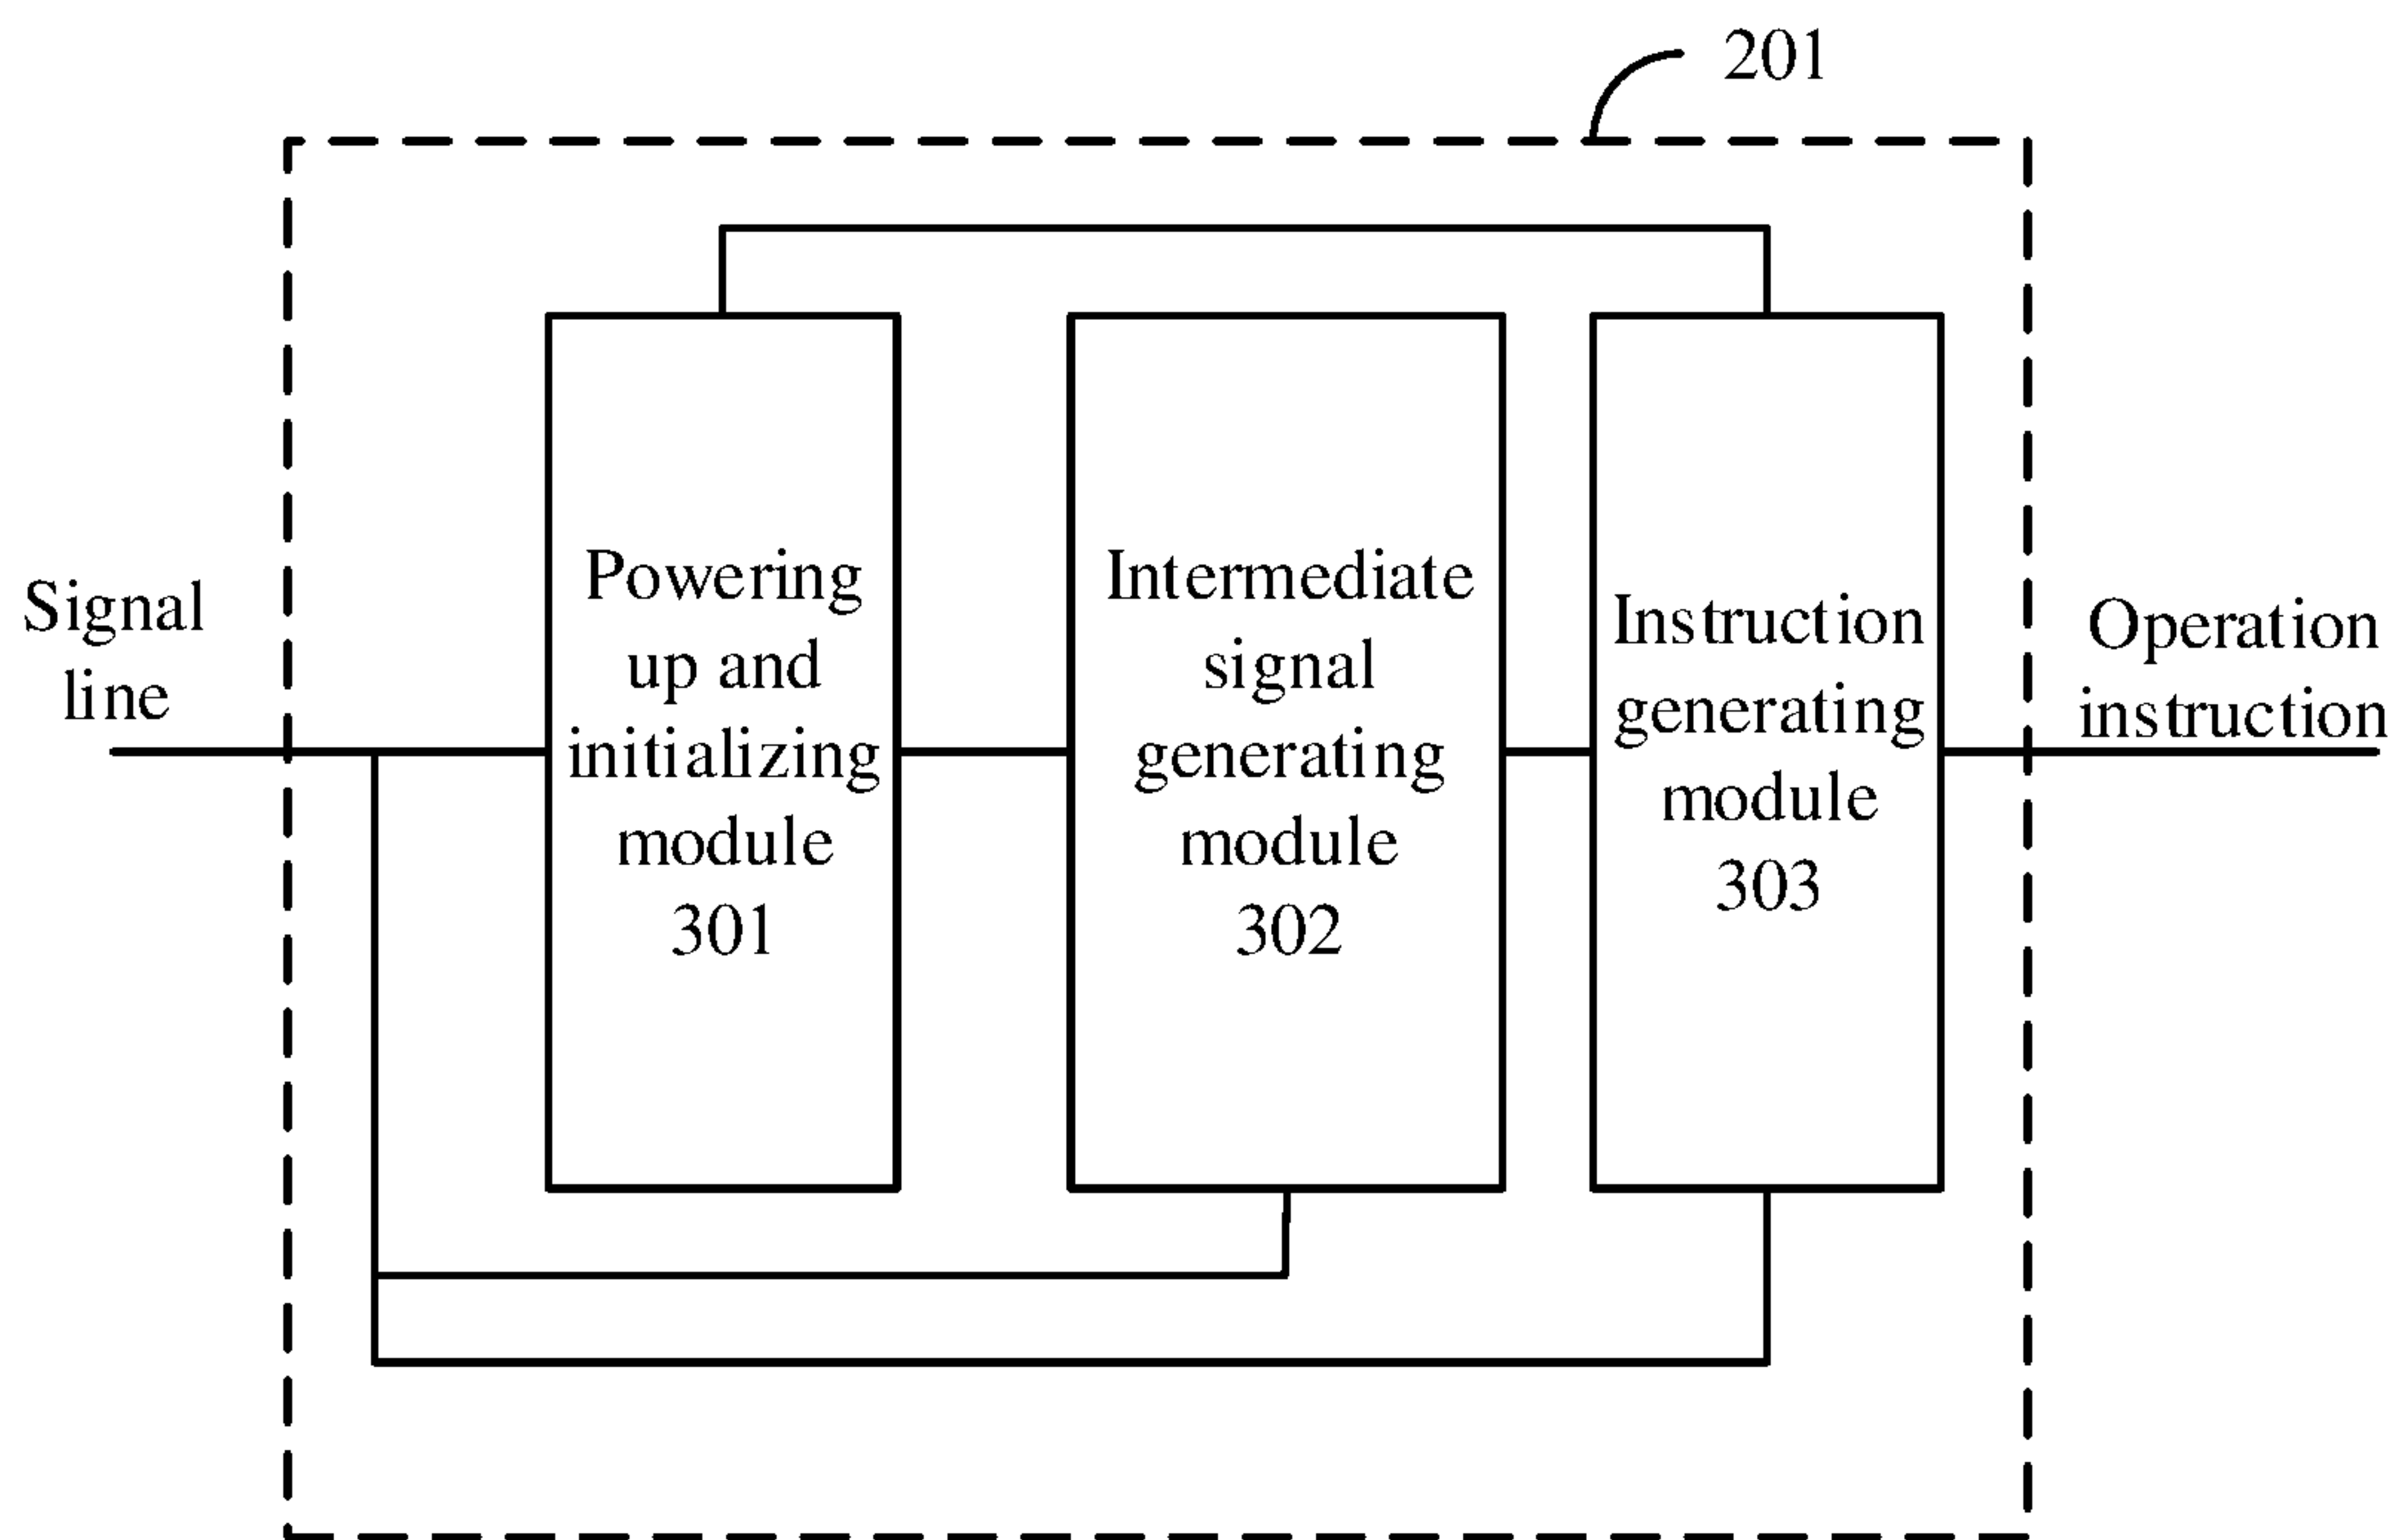 201
Signal
line
Powering
up and
initializing
module
301
Intermediate
signal
generating
module
302
Instruction
generating
module
303
Operation
instruction